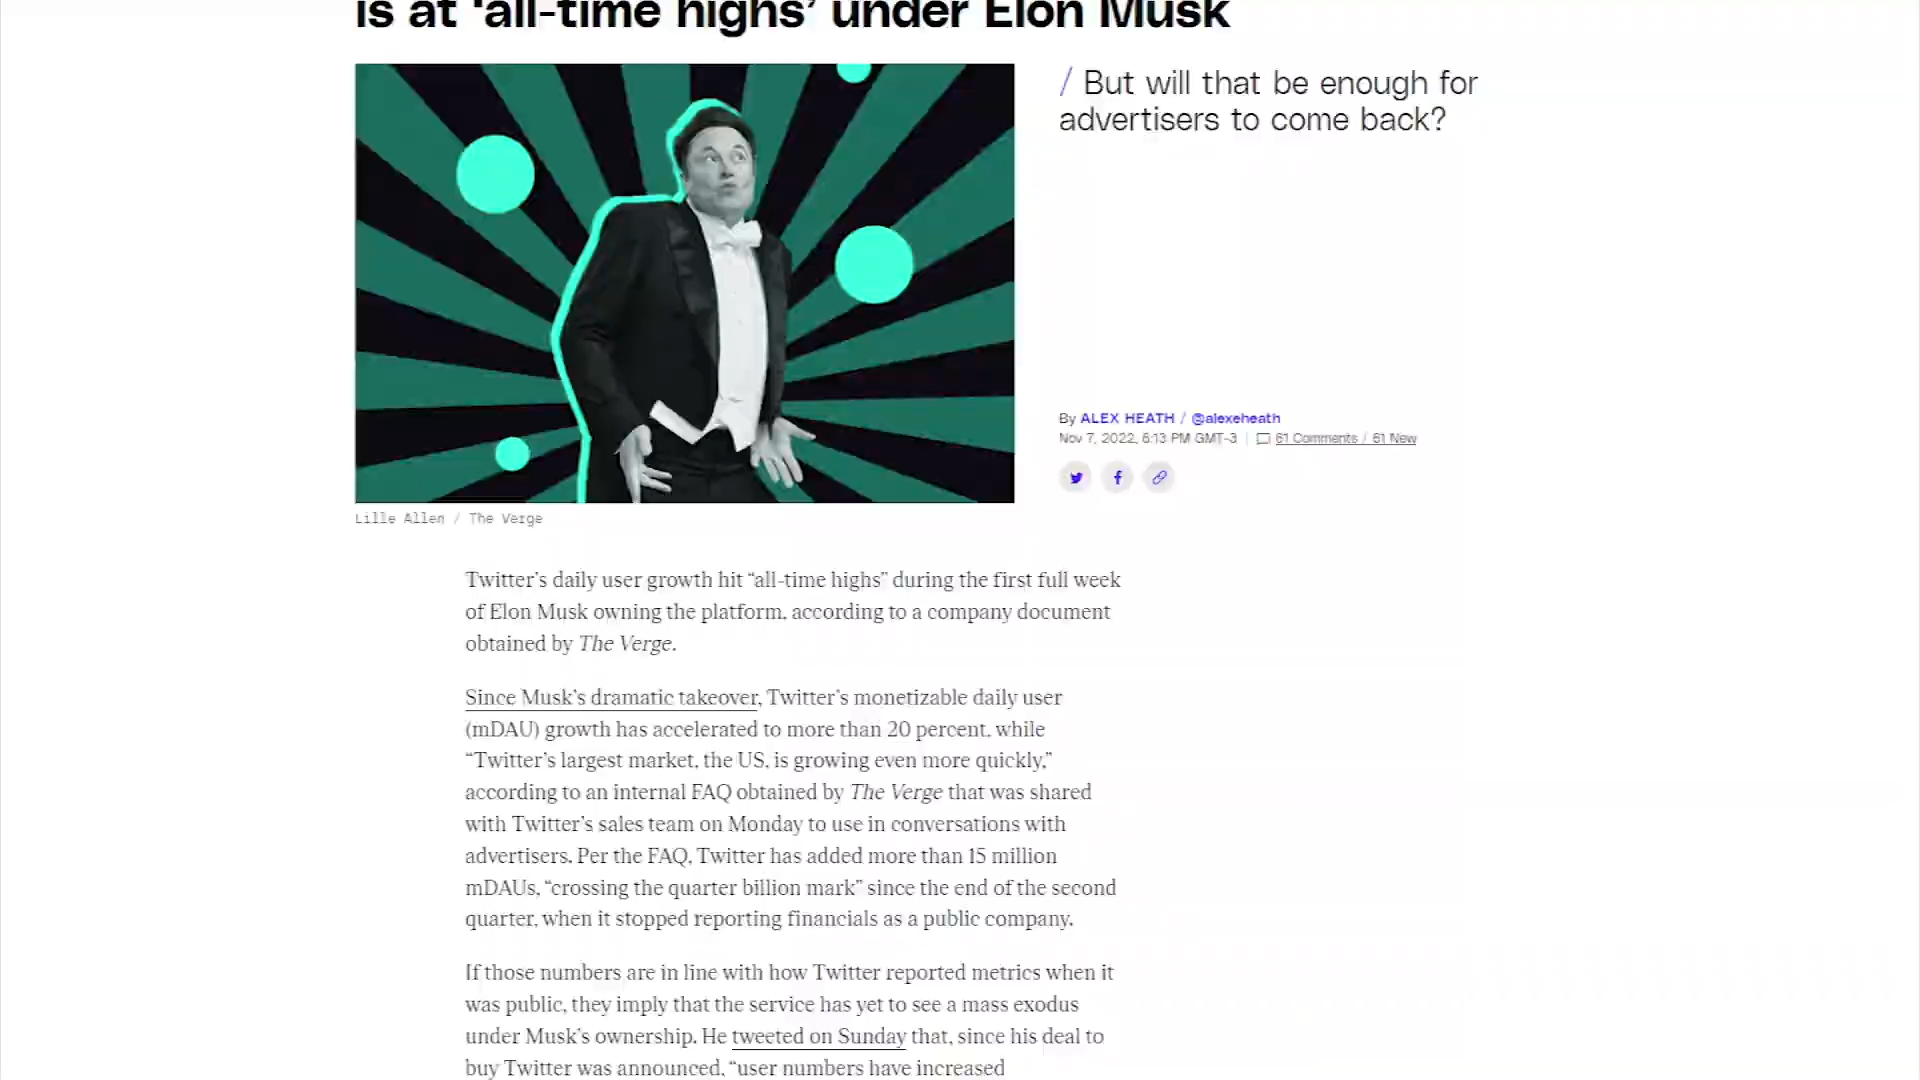 is at ‘all-time highs’ under Elon Musk
/ But will that be enough for
advertisers to come back?
By ALEX HEATH / @alexeheath
Nov 7, 2022, 6:13 PM GMT-3 | 61 Comments / 61 New
Lille Allen / The Verge
Twitter’s daily user growth hit “all-time highs” during the first full week
of Elon Musk owning the platform, according to a company document
obtained by The Verge.
Since Musk’s dramatic takeover, Twitter’s monetizable daily user
(mDAU) growth has accelerated to more than 20 percent, while
“Twitter’s largest market, the US, is growing even more quickly,”
according to an internal FAQ obtained by The Verge that was shared
with Twitter’s sales team on Monday to use in conversations with
advertisers. Per the FAQ, Twitter has added more than 15 million
mDAUs, “crossing the quarter billion mark” since the end of the second
quarter, when it stopped reporting financials as a public company.
If those numbers are in line with how Twitter reported metrics when it
was public, they imply that the service has yet to see a mass exodus
under Musk’s ownership. He tweeted on Sunday that, since his deal to
buy Twitter was announced, “user numbers have increased